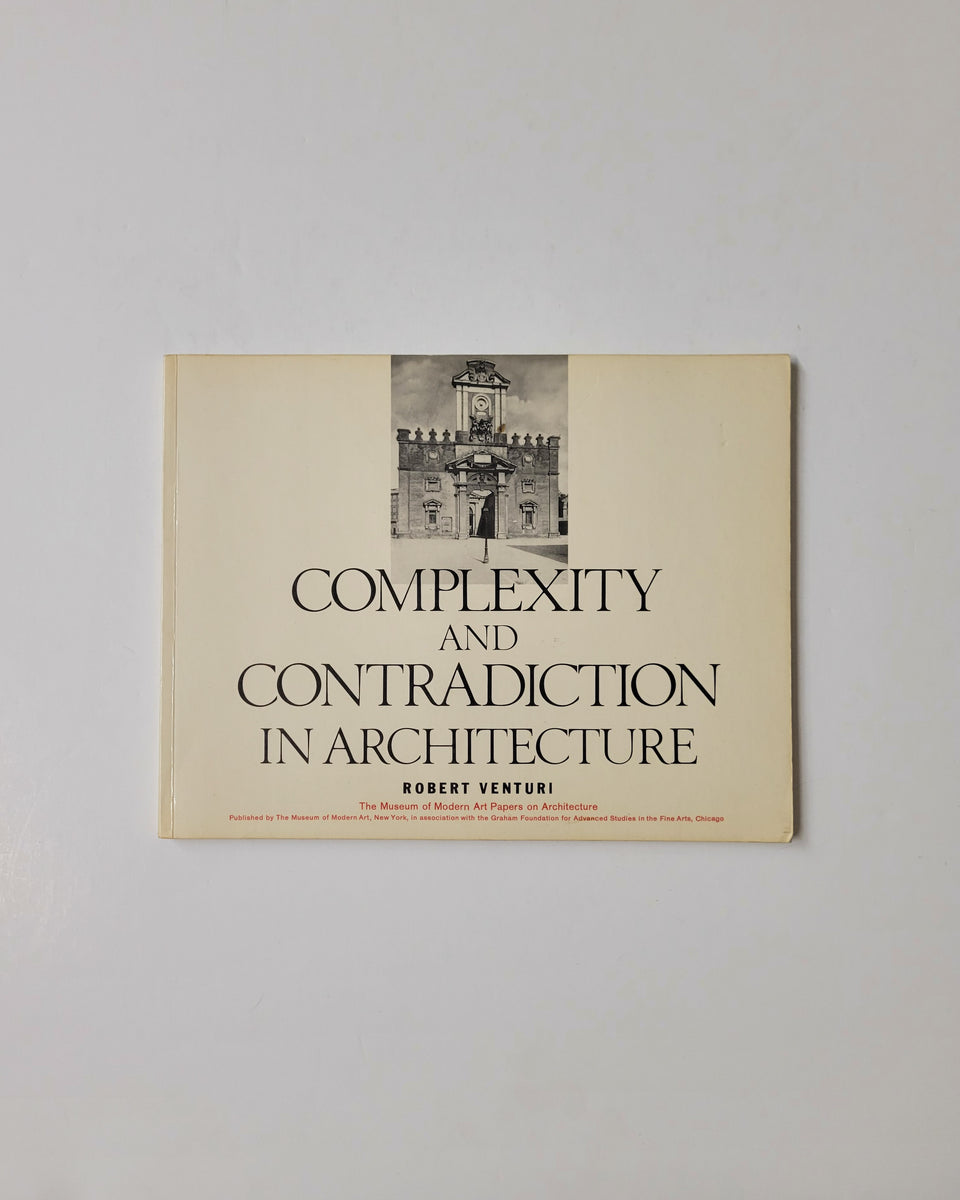 COMPLEXITY
AND
CONTRADICTION
IN ARCHITECTURE
ROBERT VENTURI
The Museum of Modern Art Papers on Architecture
Published by The Museum of Modern Art, New York, in association with the Graham Foundation for Advanced Studies in the Fine Arts, Chicago